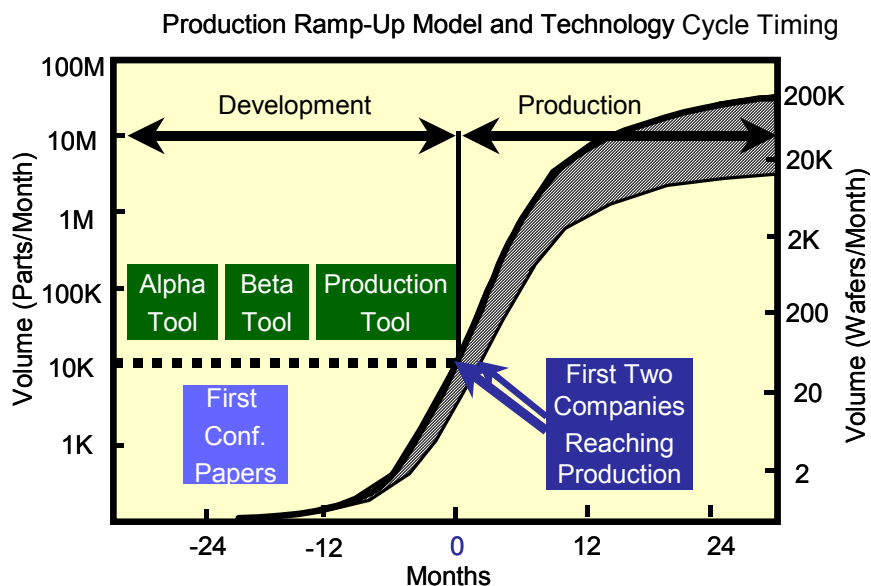 Production Ramp-Up Model and Technology Cycle Timing
Volume (Parts/Month)
100M
10M
1M
100K
10K
1K
Development
Production
Alpha
Tool
Beta
Tool
Production
Tool
First
Conf.
Papers
First Two
Companies
Reaching
Production
200K
20K
2K
200
20
2
Volume (Wafers/Month)
-24
-12
0
12
24
Months